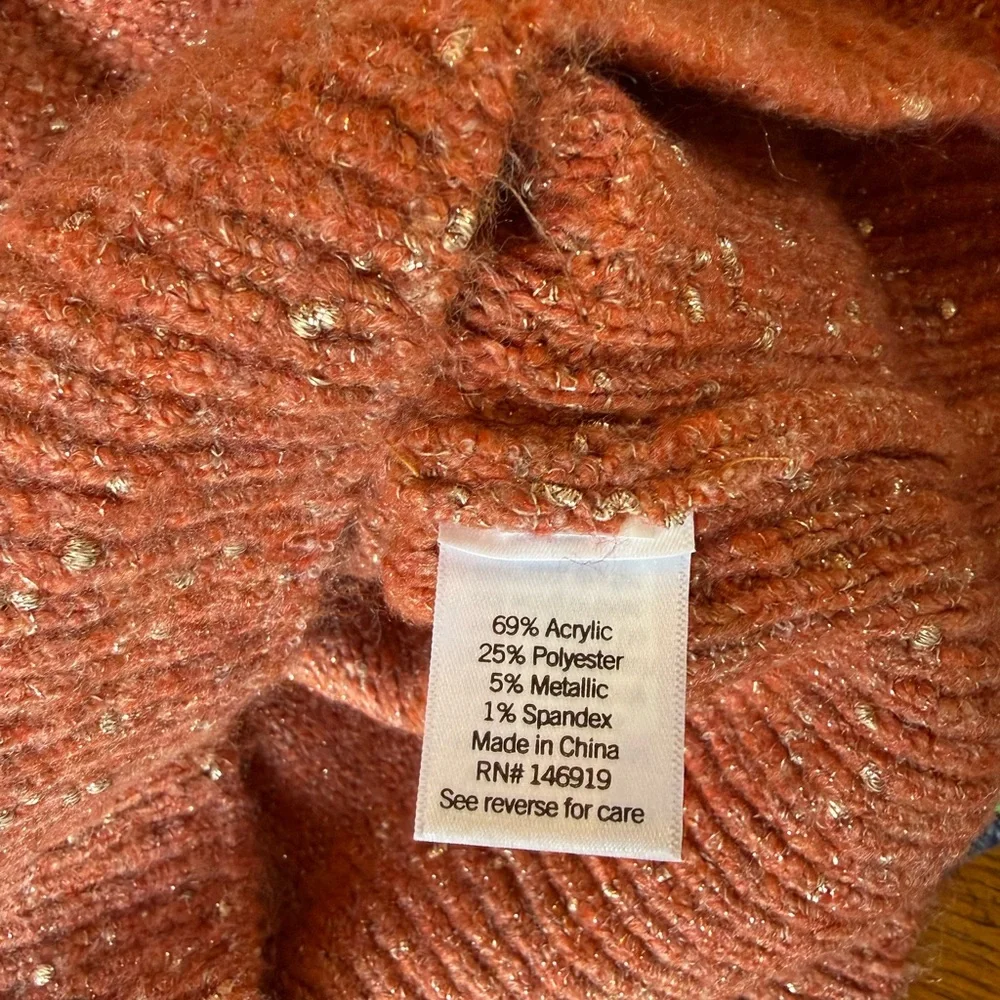 69% Acrylic
25% Polyester
5% Metallic
1% Spandex
Made in China
RN# 146919
See reverse for care